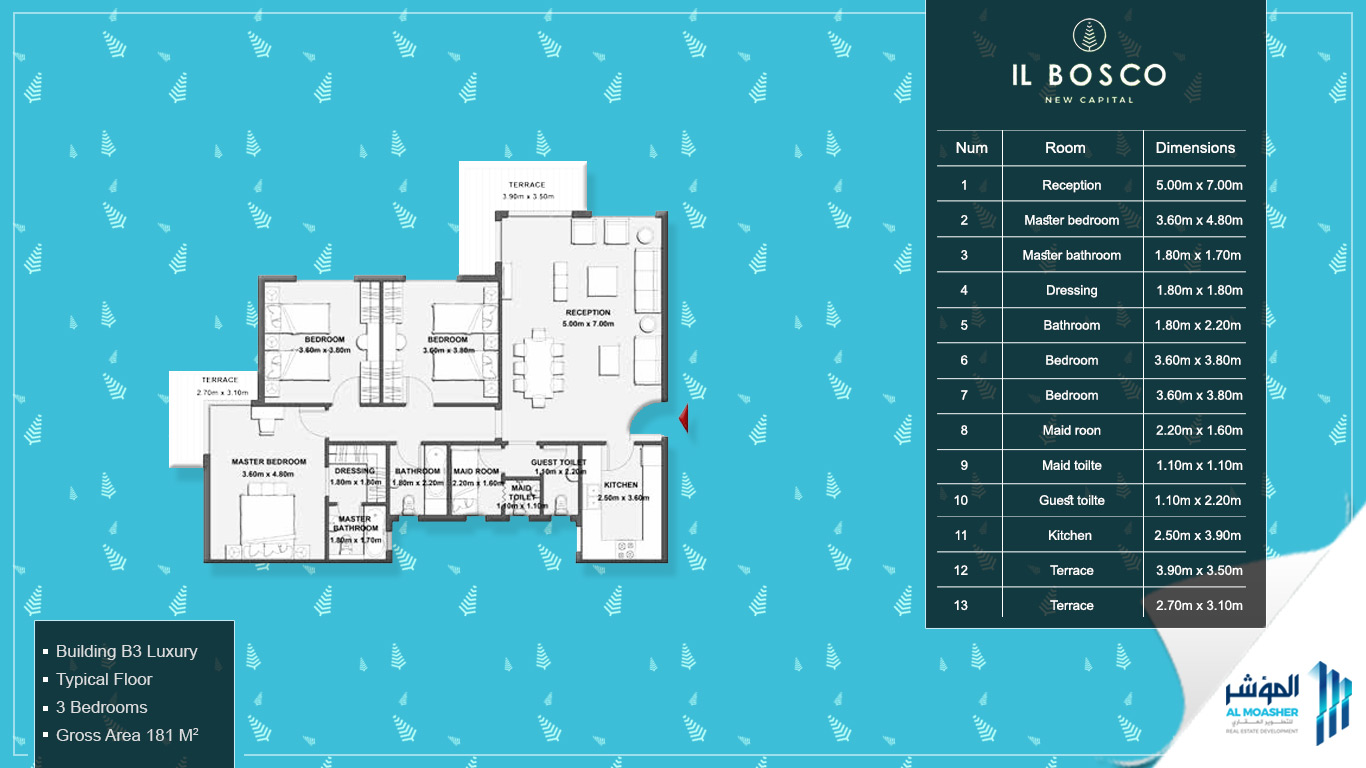 TERRACE
3.90m x 3.50m
RECEPTION
5.00m x 7.00m
BEDROOM
3.60m x 3.80m
BEDROOM
3.60m x 3.80m
TERRACE
2.70m x 3.10m
MASTER BEDROOM
3.60m x 4.80m
DRESSING
1.80m x 1.80m
BATHROOM
1.80m x 2.20m
MAID ROOM
2.20m x 1.60m
GUEST TOILET
1.10m x 2.20m
MAID
TOILET
1.10m x 1.10m
KITCHEN
2.50m x 3.60m
MASTER
BATHROOM
1.80m x 1.70m
IL BOSCO
NEW CAPITAL
Num Room Dimensions
1 Reception 5.00m x 7.00m
2 Master bedroom 3.60m x 4.80m
3 Master bathroom 1.80m x 1.70m
4 Dressing 1.80m x 1.80m
5 Bathroom 1.80m x 2.20m
6 Bedroom 3.60m x 3.80m
7 Bedroom 3.60m x 3.80m
8 Maid roon 2.20m x 1.60m
9 Maid toilte 1.10m x 1.10m
10 Guest toilte 1.10m x 2.20m
11 Kitchen 2.50m x 3.90m
12 Terrace 3.90m x 3.50m
13 Terrace 2.70m x 3.10m
Building B3 Luxury
Typical Floor
3 Bedrooms
Gross Area 181 M²
المؤشر
AL MOASHER
للتطوير العقاري
REAL ESTATE DEVELOPMENT